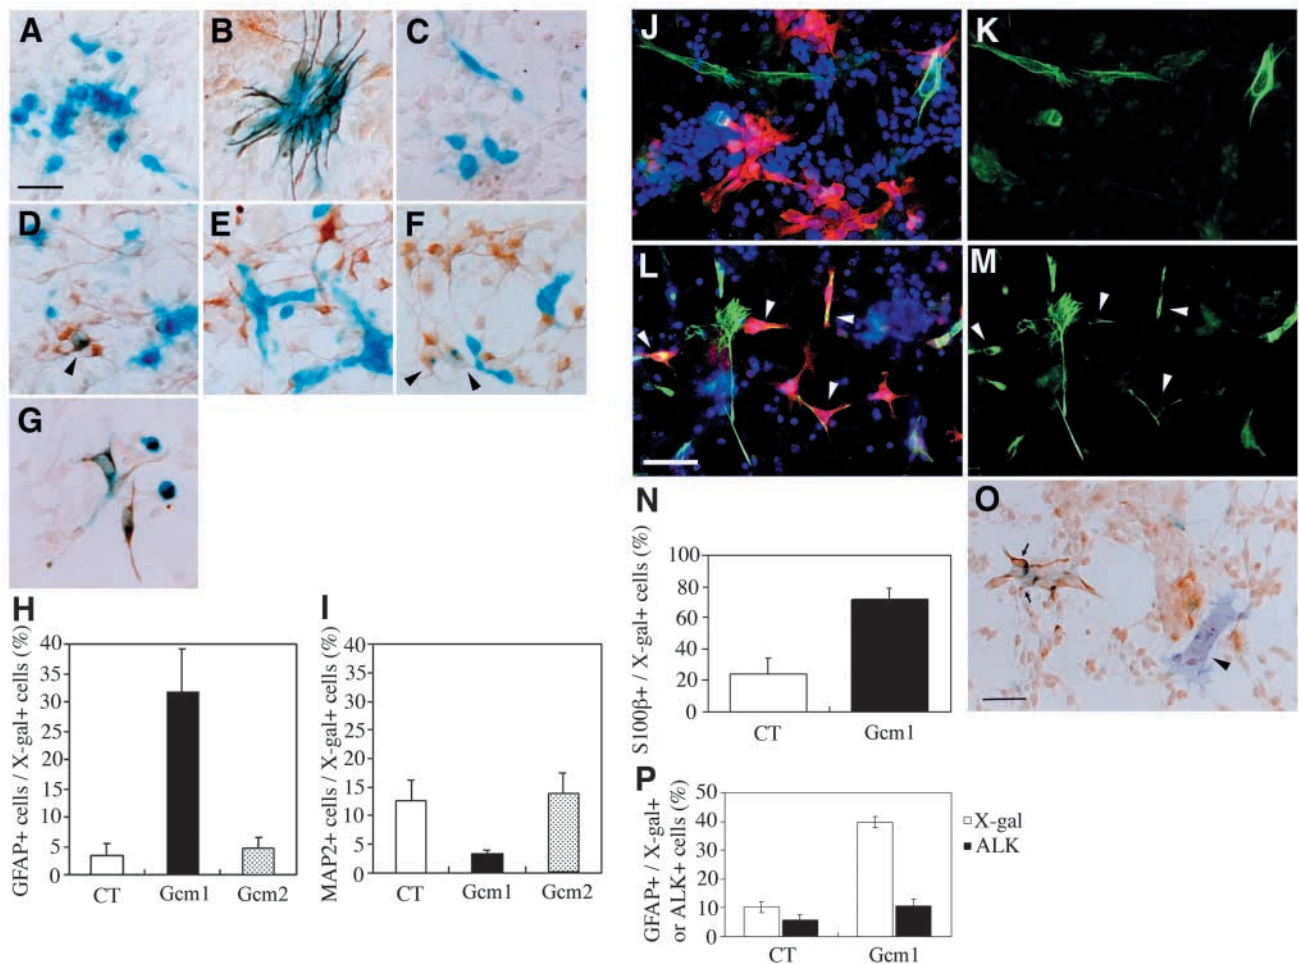 A
B
C
D
E
F
G
H
GFAP+ cells / X-gal+ cells (%)
40
35
30
25
20
15
10
5
0
CT
Gcm1
Gcm2
I
MAP2+ cells / X-gal+ cells (%)
40
35
30
25
20
15
10
5
0
CT
Gcm1
Gcm2
J
K
L
M
N
S100β+ / X-gal+ cells (%)
100
80
60
40
20
0
CT
Gcm1
O
P
GFAP+ / X-gal+
or ALK+ cells (%)
50
40
30
20
10
0
CT
Gcm1
X-gal
ALK